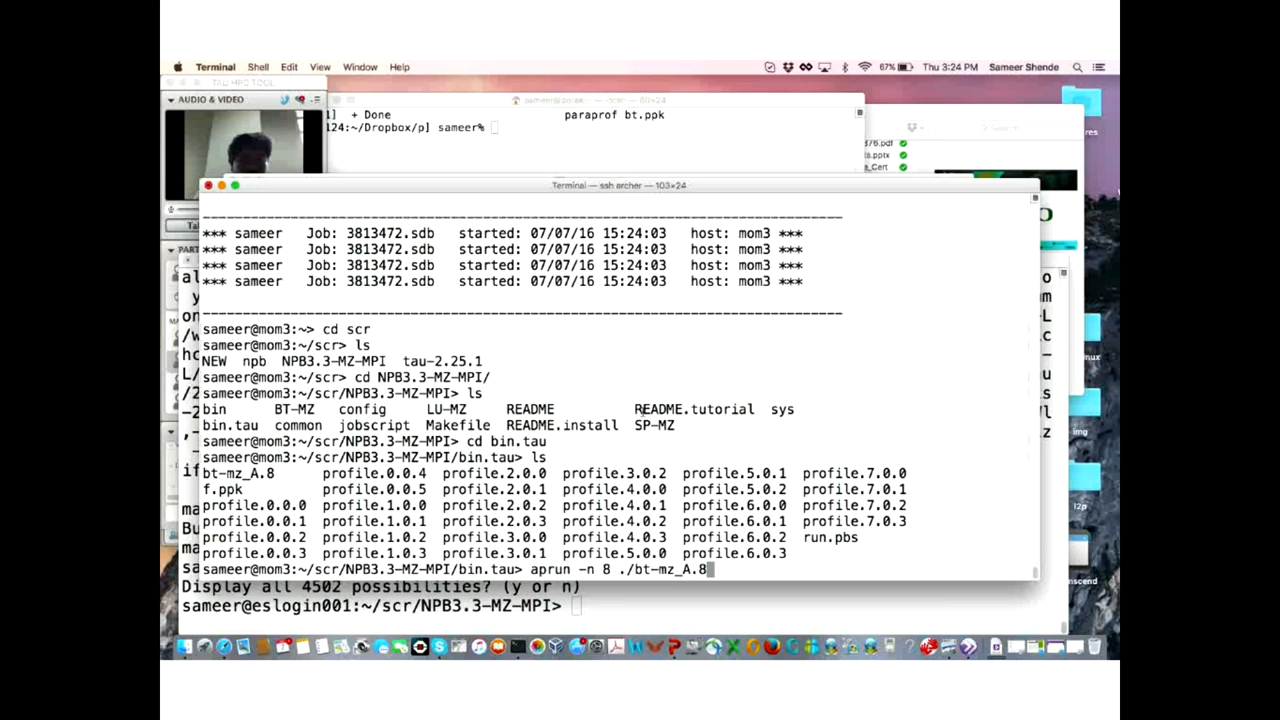 Terminal Shell Edit View Window Help 67% Thu 3:24 PM Sameer Shende
AUDIO & VIDEO
] + Done paraprof bt.ppk
124:~/Dropbox/p] sameer%
.pptx
_Cert
Terminal — ssh archer — 103×24
*** sameer Job: 3813472.sdb started: 07/07/16 15:24:03 host: mom3 ***
*** sameer Job: 3813472.sdb started: 07/07/16 15:24:03 host: mom3 ***
*** sameer Job: 3813472.sdb started: 07/07/16 15:24:03 host: mom3 ***
*** sameer Job: 3813472.sdb started: 07/07/16 15:24:03 host: mom3 ***
sameer@mom3:~> cd scr
sameer@mom3:~/scr> ls
NEW npb NPB3.3-MZ-MPI tau-2.25.1
sameer@mom3:~/scr> cd NPB3.3-MZ-MPI/
sameer@mom3:~/scr/NPB3.3-MZ-MPI> ls
bin BT-MZ config LU-MZ README README.tutorial sys
bin.tau common jobscript Makefile README.install SP-MZ
sameer@mom3:~/scr/NPB3.3-MZ-MPI> cd bin.tau
sameer@mom3:~/scr/NPB3.3-MZ-MPI/bin.tau> ls
bt-mz_A.8 profile.0.0.4 profile.2.0.0 profile.3.0.2 profile.5.0.1 profile.7.0.0
f.ppk profile.0.0.5 profile.2.0.1 profile.4.0.0 profile.5.0.2 profile.7.0.1
profile.0.0.0 profile.1.0.0 profile.2.0.2 profile.4.0.1 profile.6.0.0 profile.7.0.2
profile.0.0.1 profile.1.0.1 profile.2.0.3 profile.4.0.2 profile.6.0.1 profile.7.0.3
profile.0.0.2 profile.1.0.2 profile.3.0.0 profile.4.0.3 profile.6.0.2 run.pbs
profile.0.0.3 profile.1.0.3 profile.3.0.1 profile.5.0.0 profile.6.0.3
sameer@mom3:~/scr/NPB3.3-MZ-MPI/bin.tau> aprun -n 8 ./bt-mz_A.8
Display all 4502 possibilities? (y or n)
sameer@eslogin001:~/scr/NPB3.3-MZ-MPI>